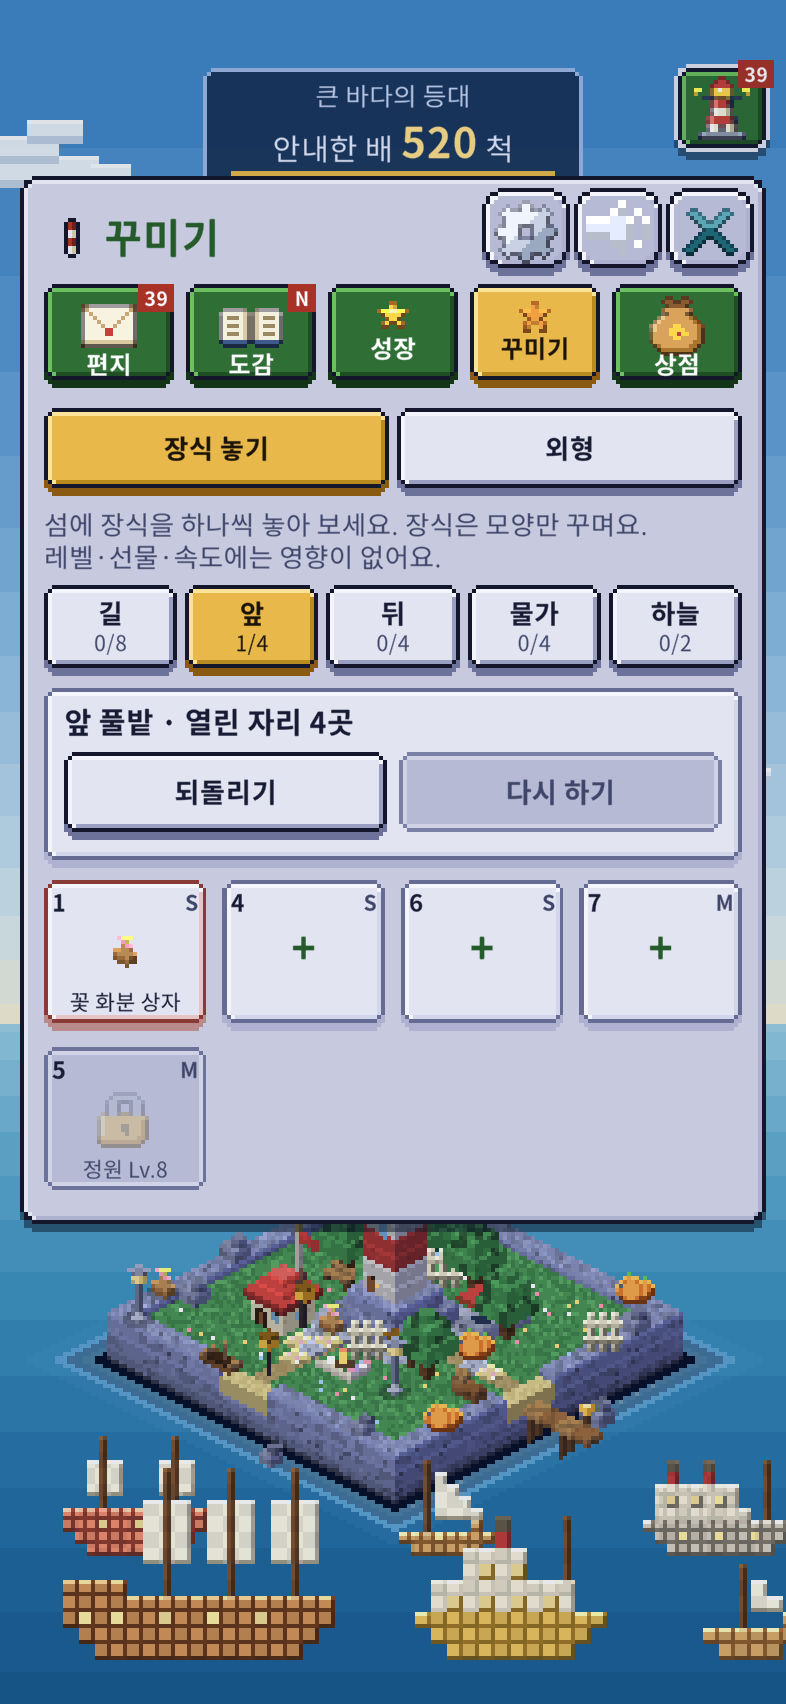 큰 바다의 등대
안내한 배 520 척
39
꾸미기
39
편지
N
도감
성장
꾸미기
상점
장식 놓기
외형
섬에 장식을 하나씩 놓아 보세요. 장식은 모양만 꾸며요.
레벨·선물·속도에는 영향이 없어요.
길
0/8
앞
1/4
뒤
0/4
물가
0/4
하늘
0/2
앞 풀밭 · 열린 자리 4곳
되돌리기
다시 하기
1 S
꽃 화분 상자
4 S
+
6 S
+
7 M
+
5 M
정원 Lv.8